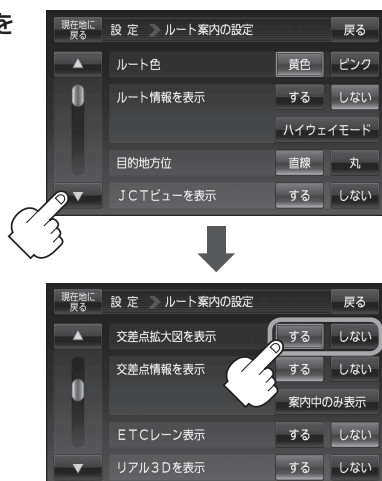 を
現在地に
戻る
設 定 ルート案内の設定 戻る
ルート色 黄色 ピンク
ルート情報を表示 する しない
ハイウェイモード
目的地方位 直線 丸
JCTビューを表示 する しない
現在地に
戻る
設 定 ルート案内の設定 戻る
交差点拡大図を表示 する しない
交差点情報を表示 する しない
案内中のみ表示
ETCレーン表示 する しない
リアル3Dを表示 する しない